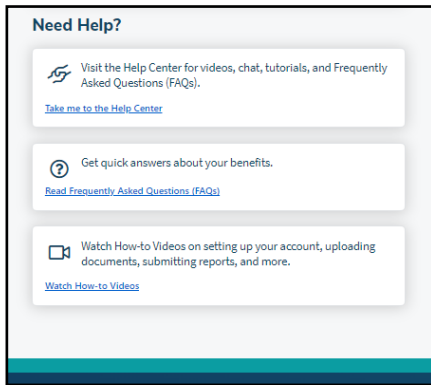 Need Help?
Visit the Help Center for videos, chat, tutorials, and Frequently
Asked Questions (FAQs).
Take me to the Help Center
Get quick answers about your benefits.
Read Frequently Asked Questions (FAQs)
Watch How-to Videos on setting up your account, uploading
documents, submitting reports, and more.
Watch How-to Videos